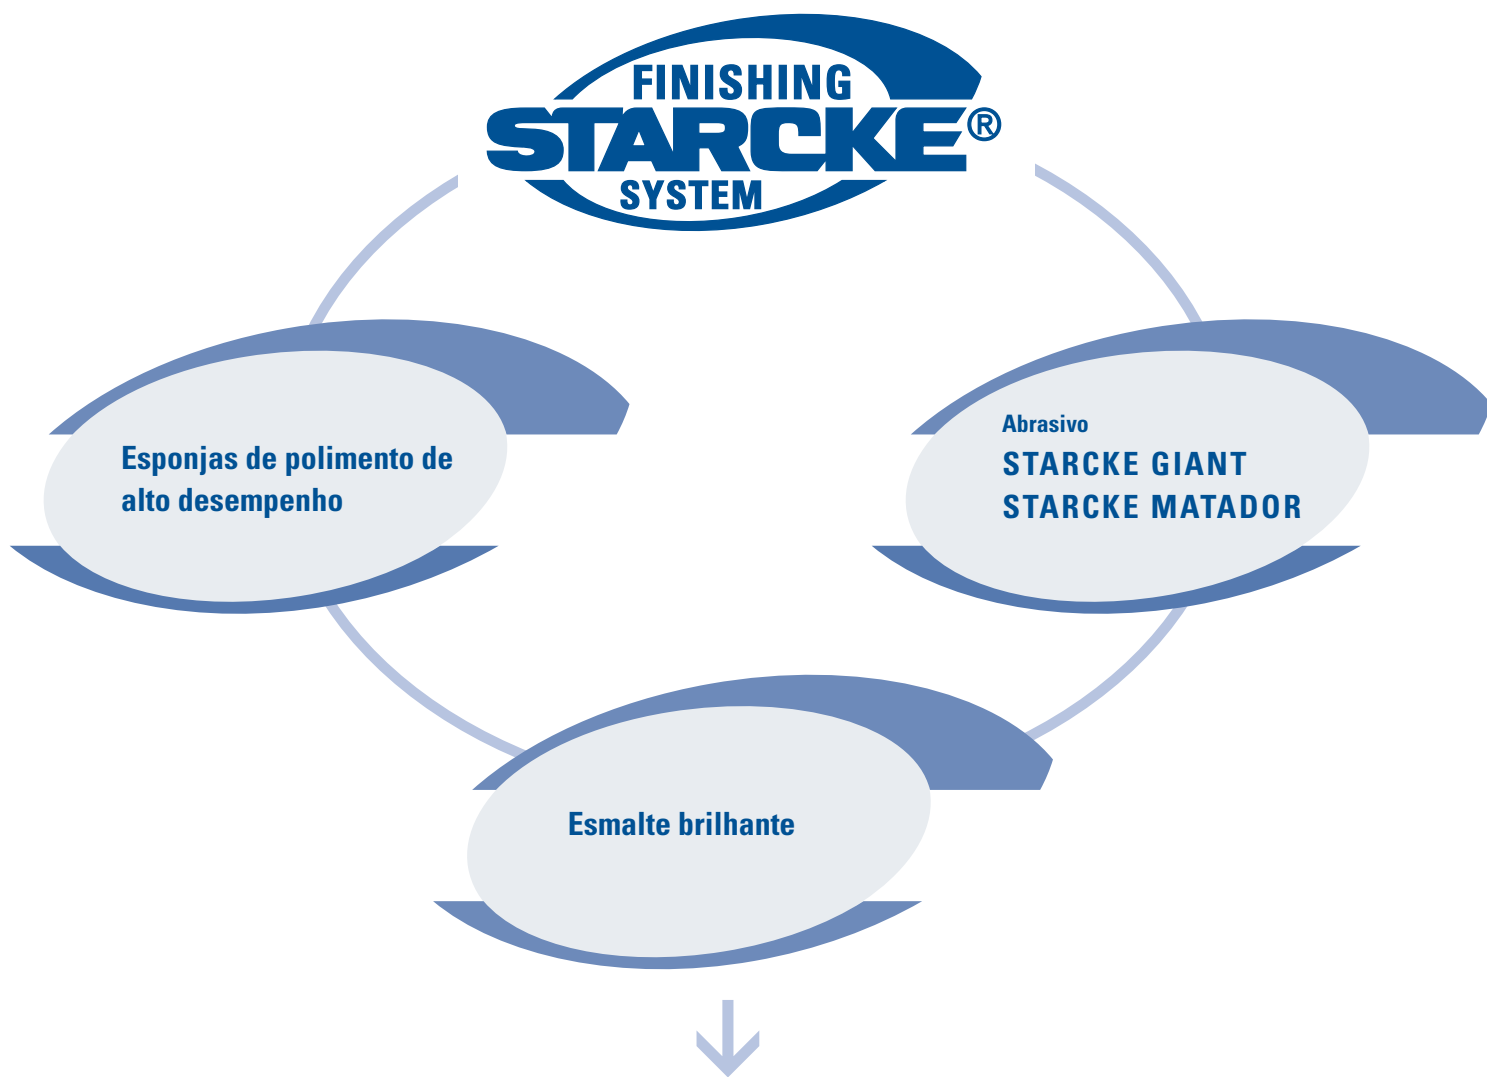 FINISHING
STARCKE®
SYSTEM
Esponjas de polimento de
alto desempenho
Abrasivo
STARCKE GIANT
STARCKE MATADOR
Esmalte brilhante